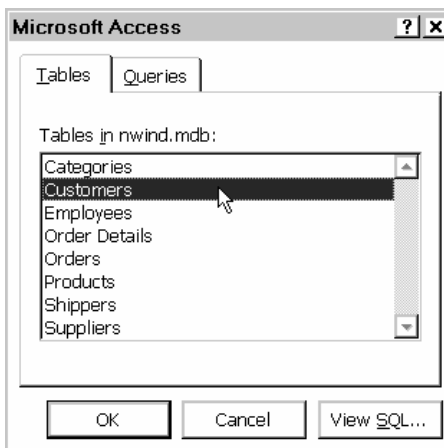 Microsoft Access
Tables Queries
Tables in nwind.mdb:
Categories
Customers
Employees
Order Details
Orders
Products
Shippers
Suppliers
OK Cancel View SQL...